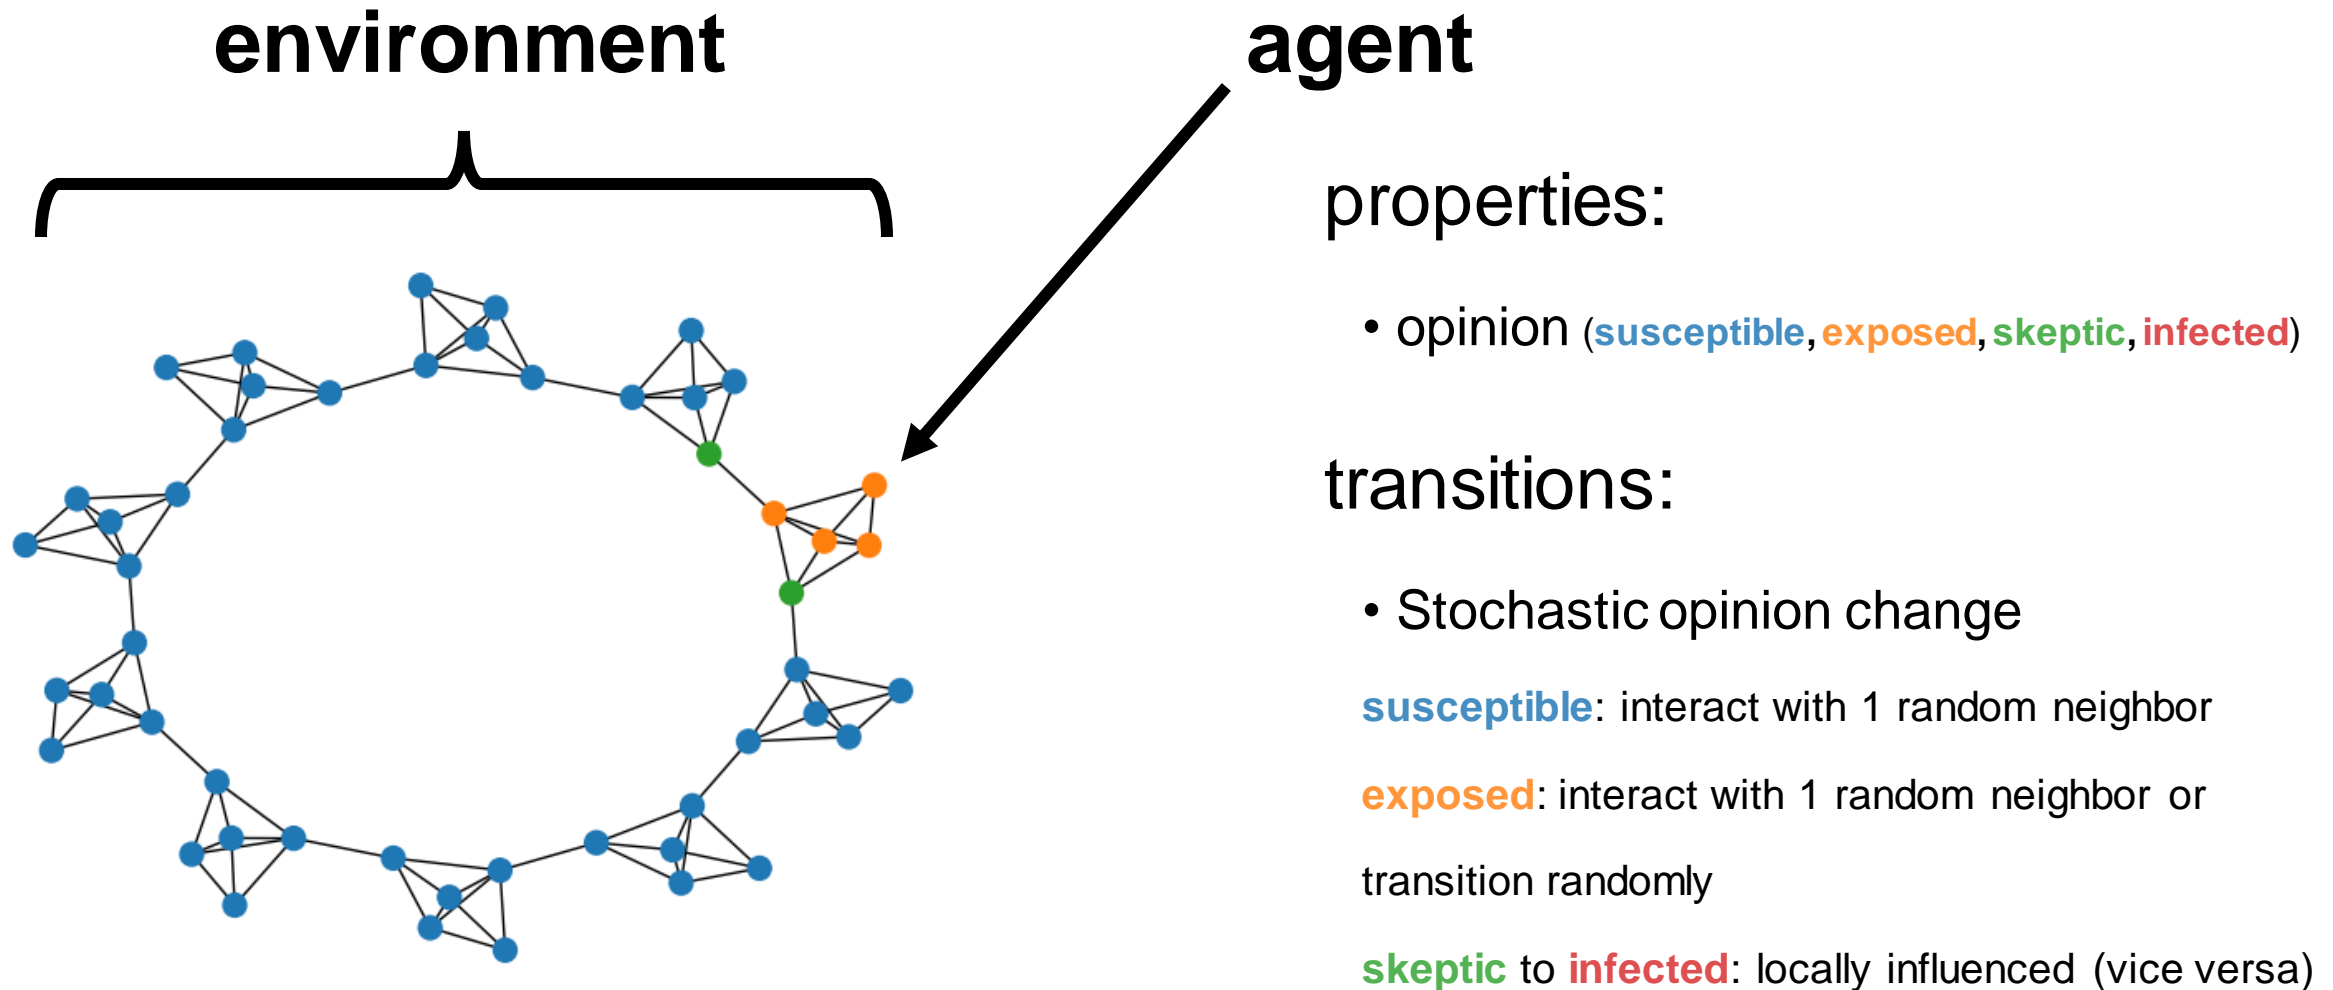 environment
agent
properties:
• opinion (susceptible, exposed, skeptic, infected)
transitions:
• Stochastic opinion change
susceptible: interact with 1 random neighbor
exposed: interact with 1 random neighbor or
transition randomly
skeptic to infected: locally influenced (vice versa)